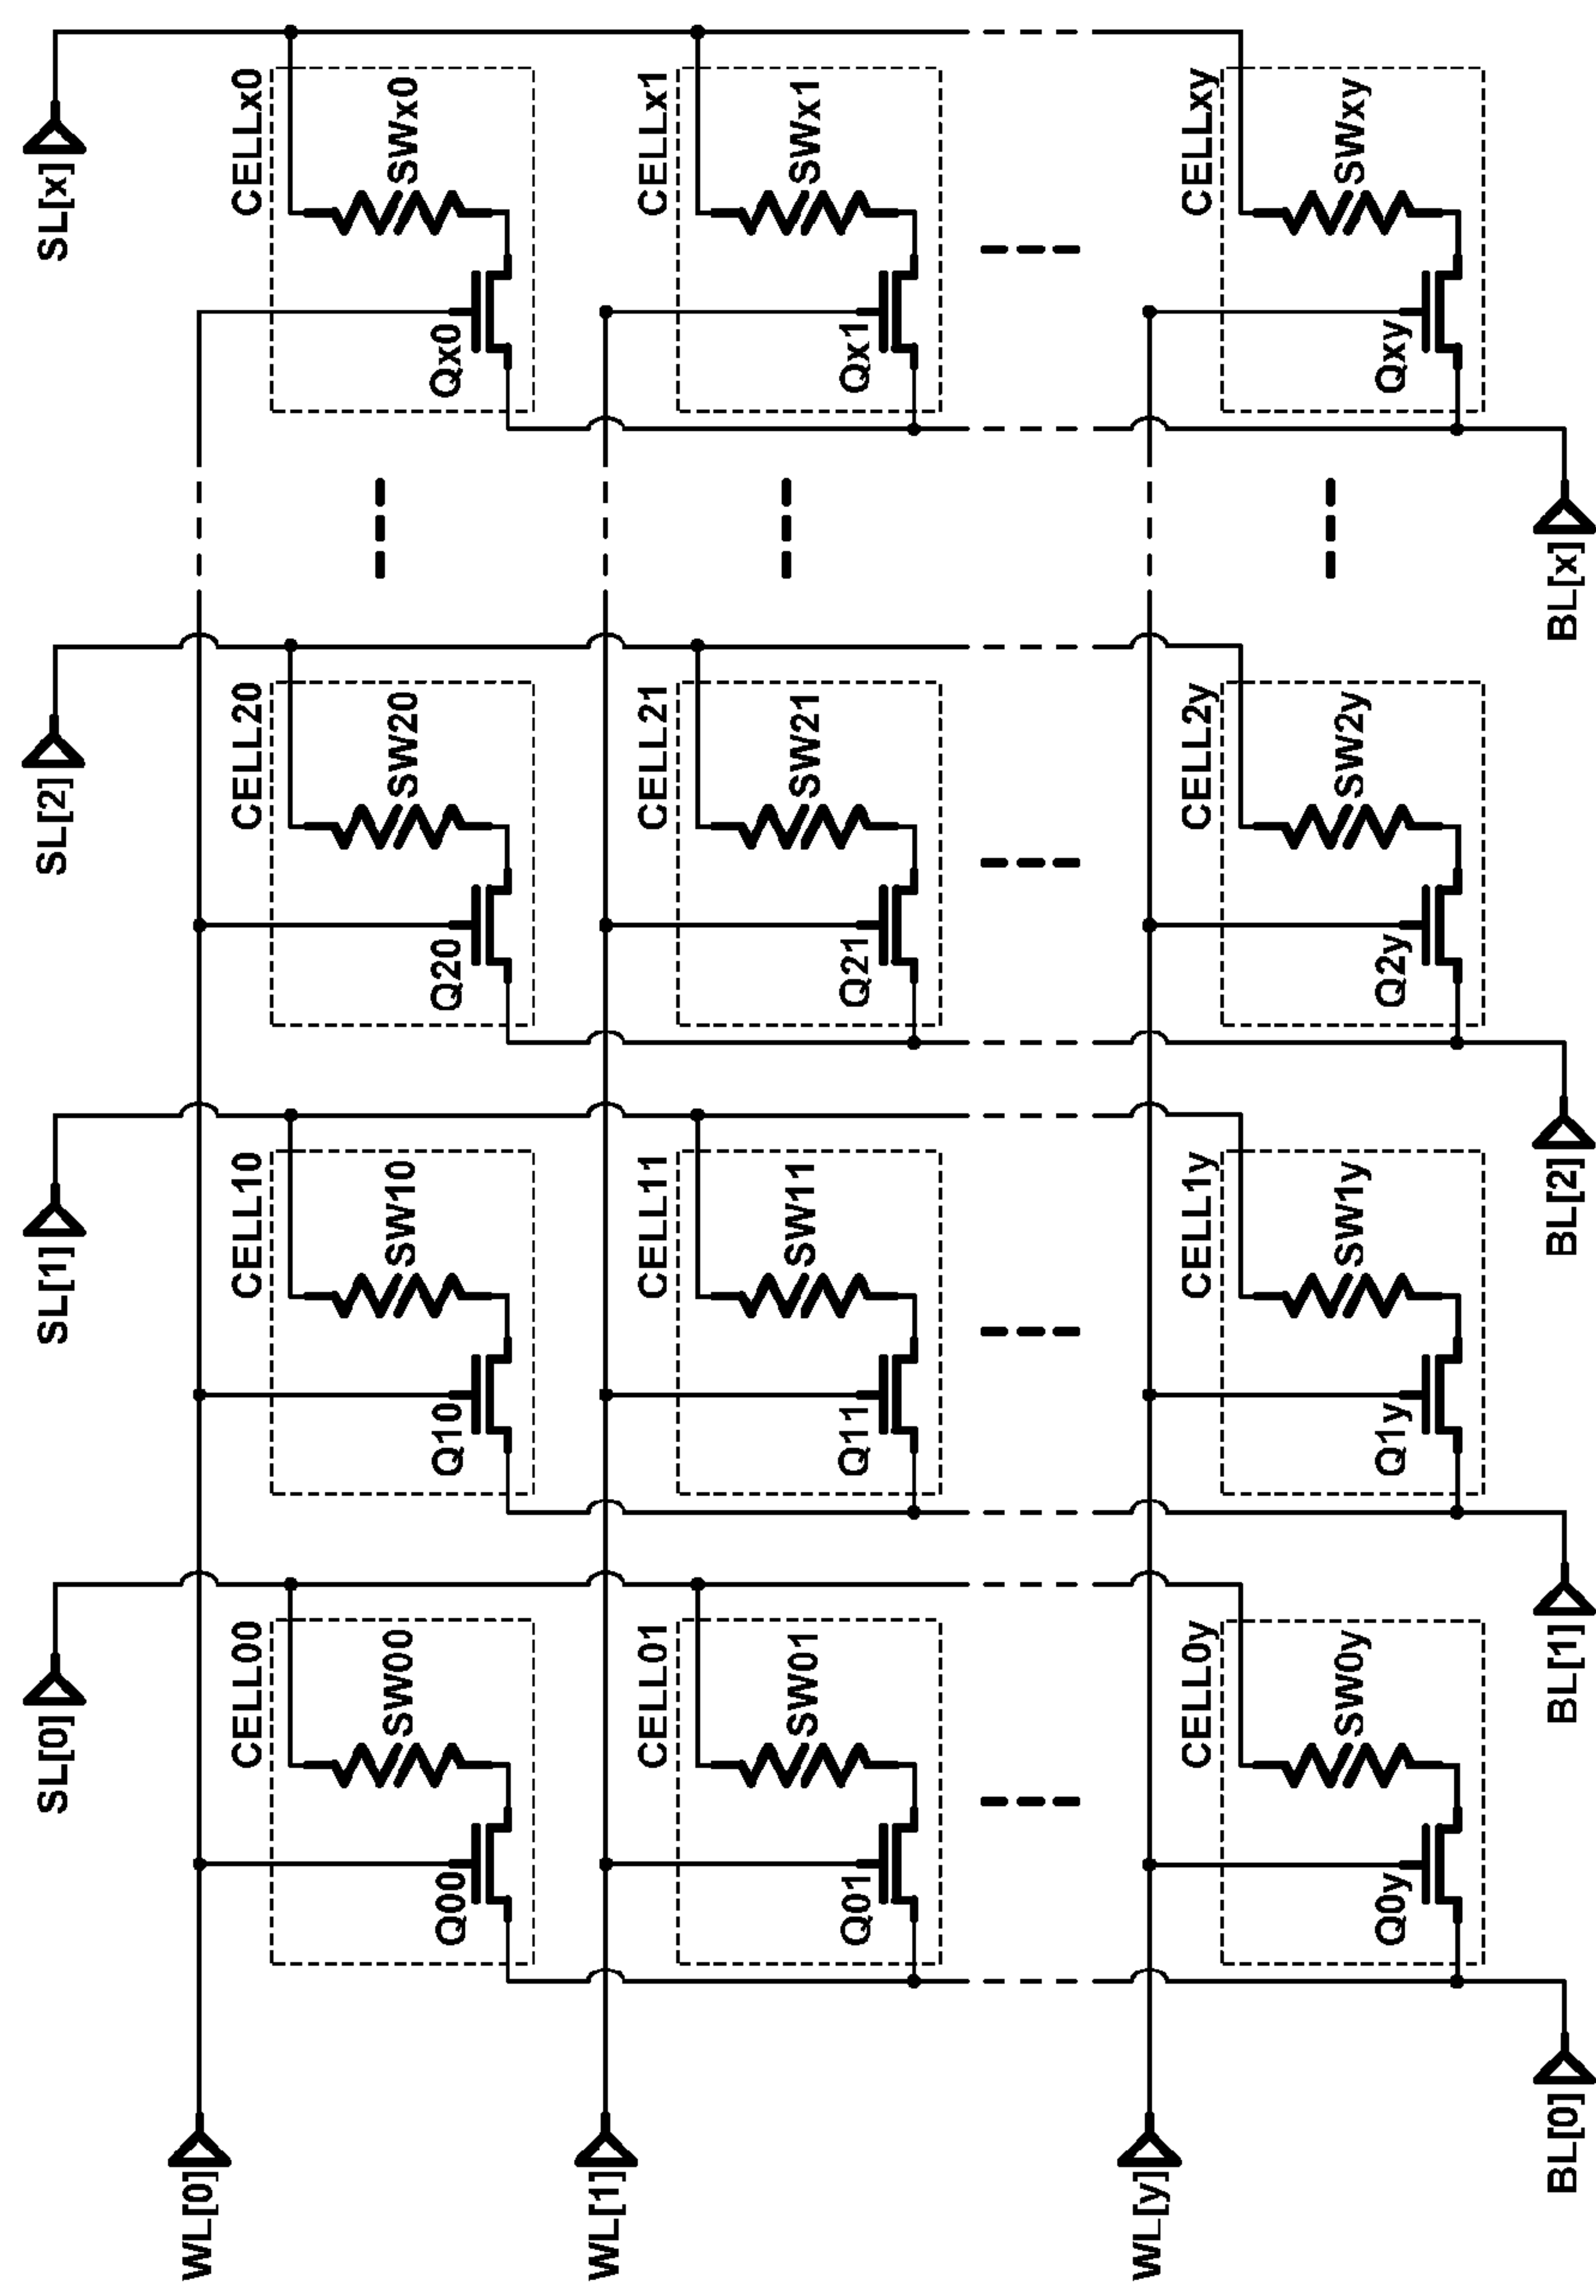 SL[0]
SL[1]
SL[2]
SL[x]
WL[0]
CELL00
CELL10
CELL20
CELLx0
SW00
SW10
SW20
SWx0
Q00
Q10
Q20
Qx0
WL[1]
CELL01
CELL11
CELL21
CELLx1
SW01
SW11
SW21
SWx1
Q01
Q11
Q21
Qx1
WL[y]
CELL0y
CELL1y
CELL2y
CELLxy
SW0y
SW1y
SW2y
SWxy
Q0y
Q1y
Q2y
Qxy
BL[0]
BL[1]
BL[2]
BL[x]